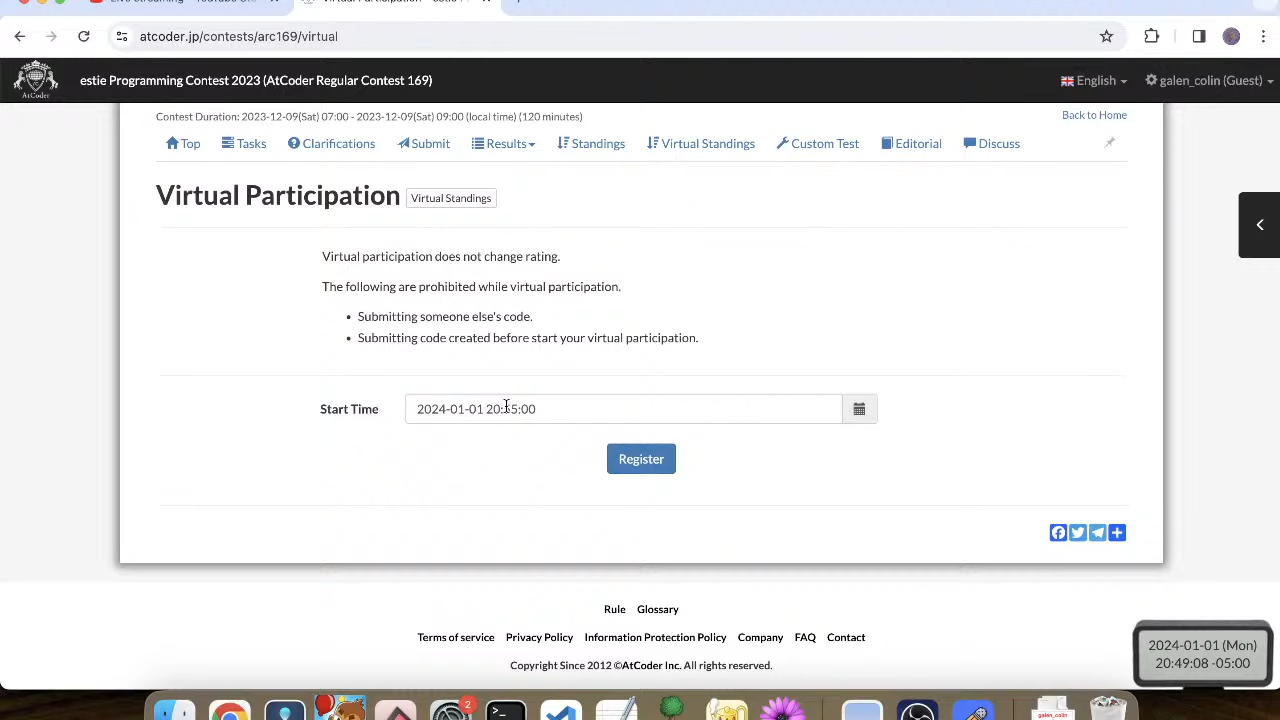 atcoder.jp/contests/arc169/virtual
estie Programming Contest 2023 (AtCoder Regular Contest 169)
English
galen_colin (Guest)
AtCoder
Contest Duration: 2023-12-09(Sat) 07:00 - 2023-12-09(Sat) 09:00 (local time) (120 minutes)
Back to Home
Top
Tasks
Clarifications
Submit
Results
Standings
Virtual Standings
Custom Test
Editorial
Discuss
Virtual Participation
Virtual Standings
Virtual participation does not change rating.
The following are prohibited while virtual participation.
Submitting someone else's code.
Submitting code created before start your virtual participation.
Start Time
2024-01-01 20:55:00
Register
Rule
Glossary
Terms of service
Privacy Policy
Information Protection Policy
Company
FAQ
Contact
Copyright Since 2012 ©AtCoder Inc. All rights reserved.
2024-01-01 (Mon)
20:49:08 -05:00
2
galen_colin